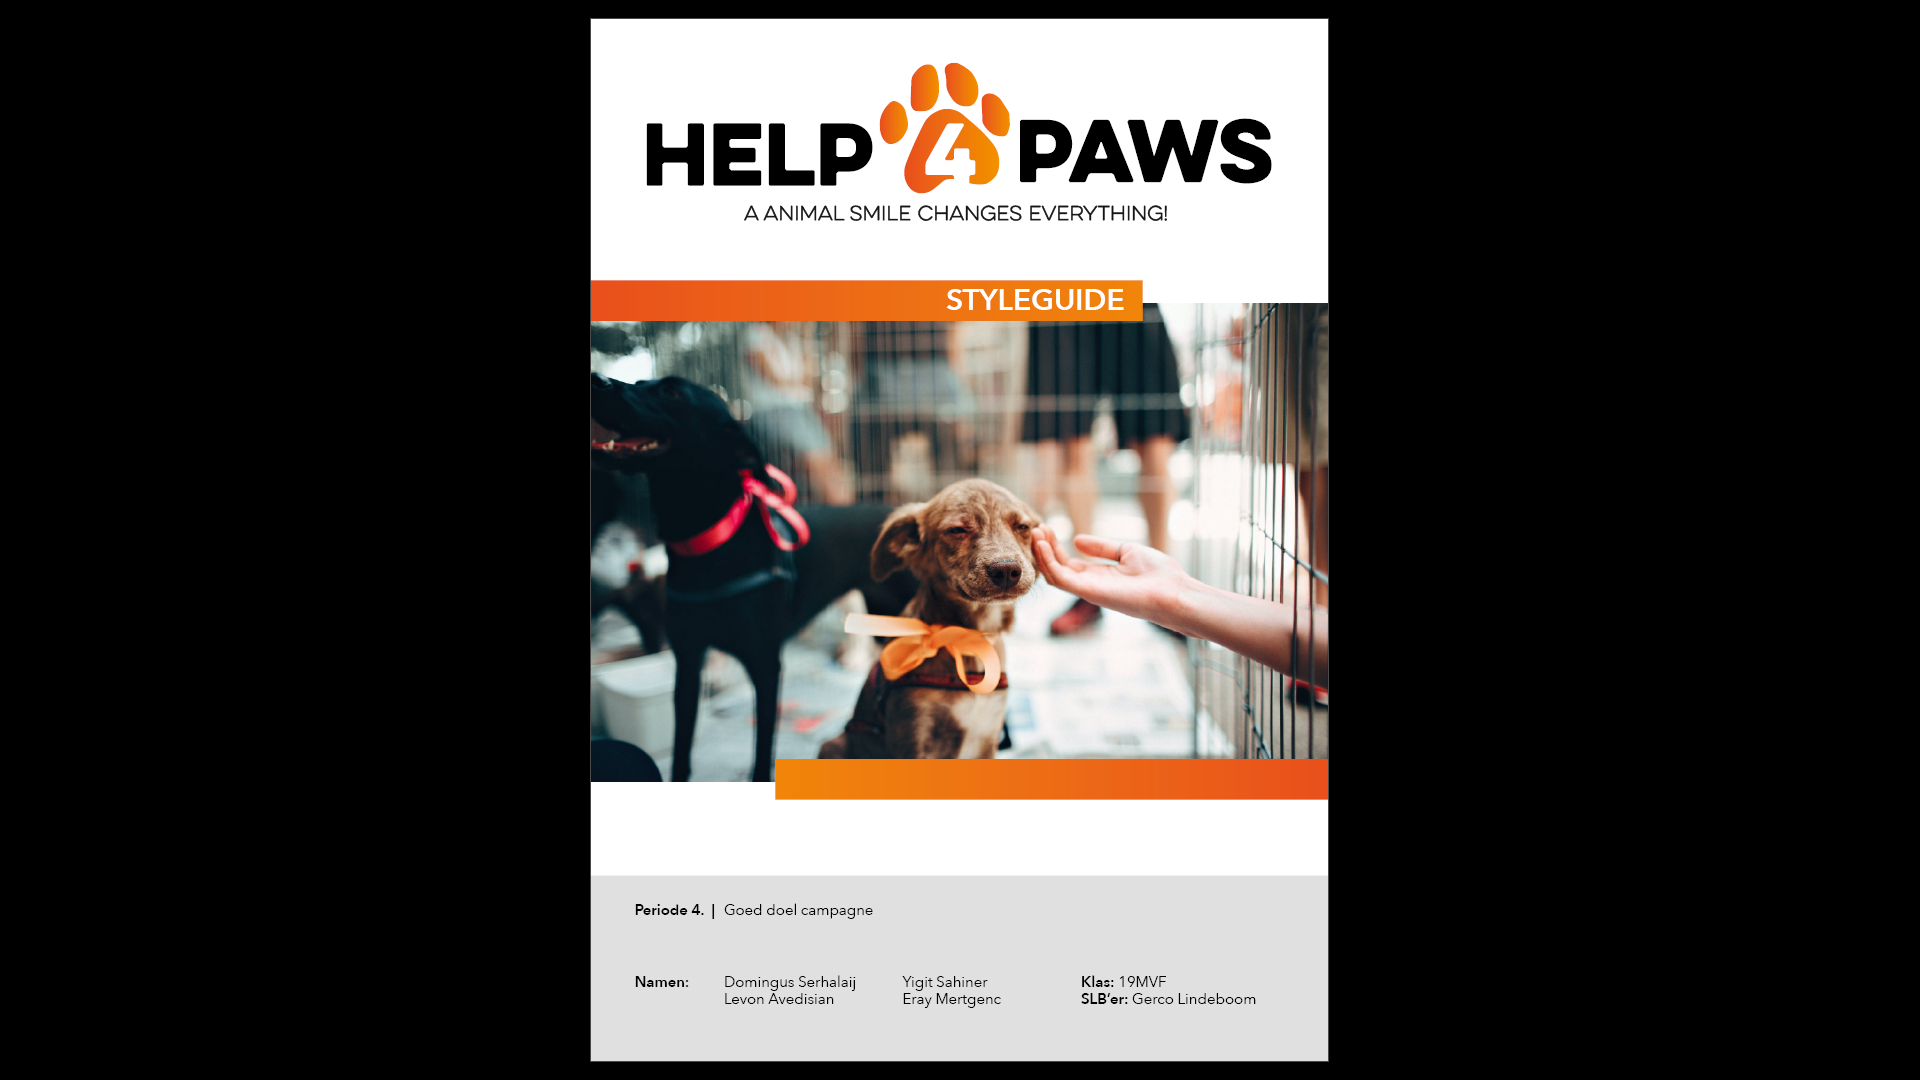 HELP 4 PAWS
A ANIMAL SMILE CHANGES EVERYTHING!
STYLEGUIDE
Periode 4. | Goed doel campagne
Namen: Domingus Serhalaij Yigit Sahiner Klas: 19MVF
Levon Avedisian Eray Mertgenc SLB'er: Gerco Lindeboom